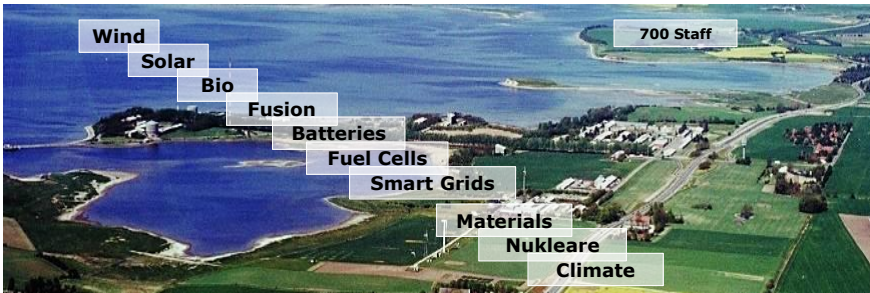 Wind
700 Staff
Solar
Bio
Fusion
Batteries
Fuel Cells
Smart Grids
Materials
Nukleare
Climate